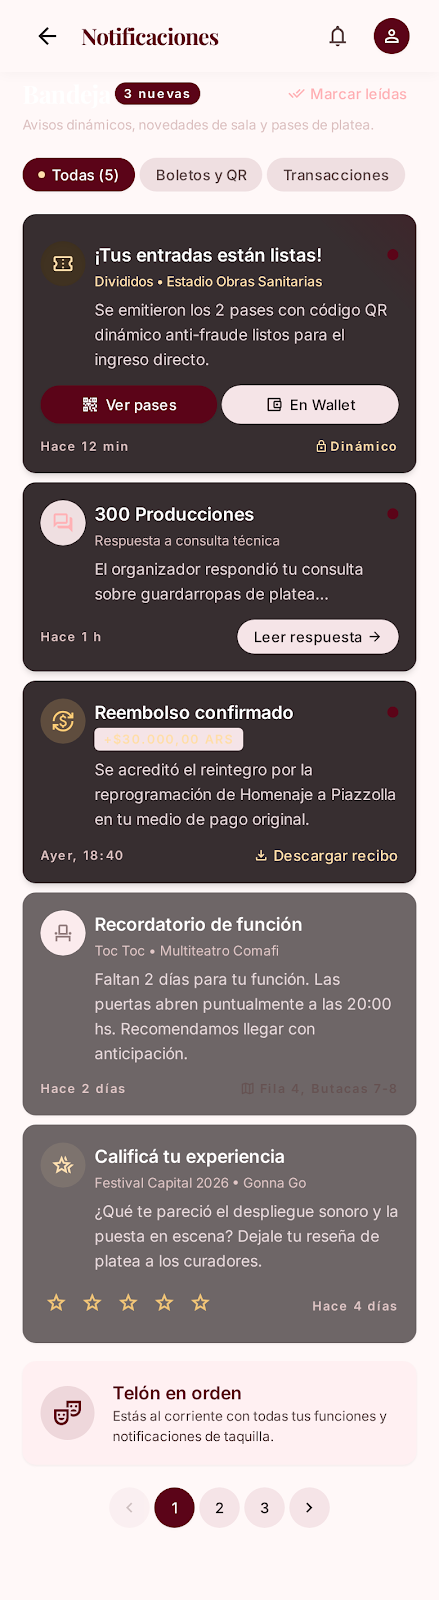 Notificaciones
Bandeja 3 nuevas Marcar leídas
Avisos dinámicos, novedades de sala y pases de platea.
Todas (5) Boletos y QR Transacciones
¡Tus entradas están listas!
Divididos • Estadio Obras Sanitarias
Se emitieron los 2 pases con código QR
dinámico anti-fraude listos para el
ingreso directo.
Ver pases En Wallet
Hace 12 min Dinámico
300 Producciones
Respuesta a consulta técnica
El organizador respondió tu consulta
sobre guardarropas de platea...
Hace 1 h Leer respuesta
Reembolso confirmado
+$30.000,00 ARS
Se acreditó el reintegro por la
reprogramación de Homenaje a Piazzolla
en tu medio de pago original.
Ayer, 18:40 Descargar recibo
Recordatorio de función
Toc Toc • Multiteatro Comafi
Faltan 2 días para tu función. Las
puertas abren puntualmente a las 20:00
hs. Recomendamos llegar con
anticipación.
Hace 2 días Fila 4, Butacas 7-8
Calificá tu experiencia
Festival Capital 2026 • Gonna Go
¿Qué te pareció el despliegue sonoro y la
puesta en escena? Dejale tu reseña de
platea a los curadores.
Hace 4 días
Telón en orden
Estás al corriente con todas tus funciones y
notificaciones de taquilla.
1 2 3